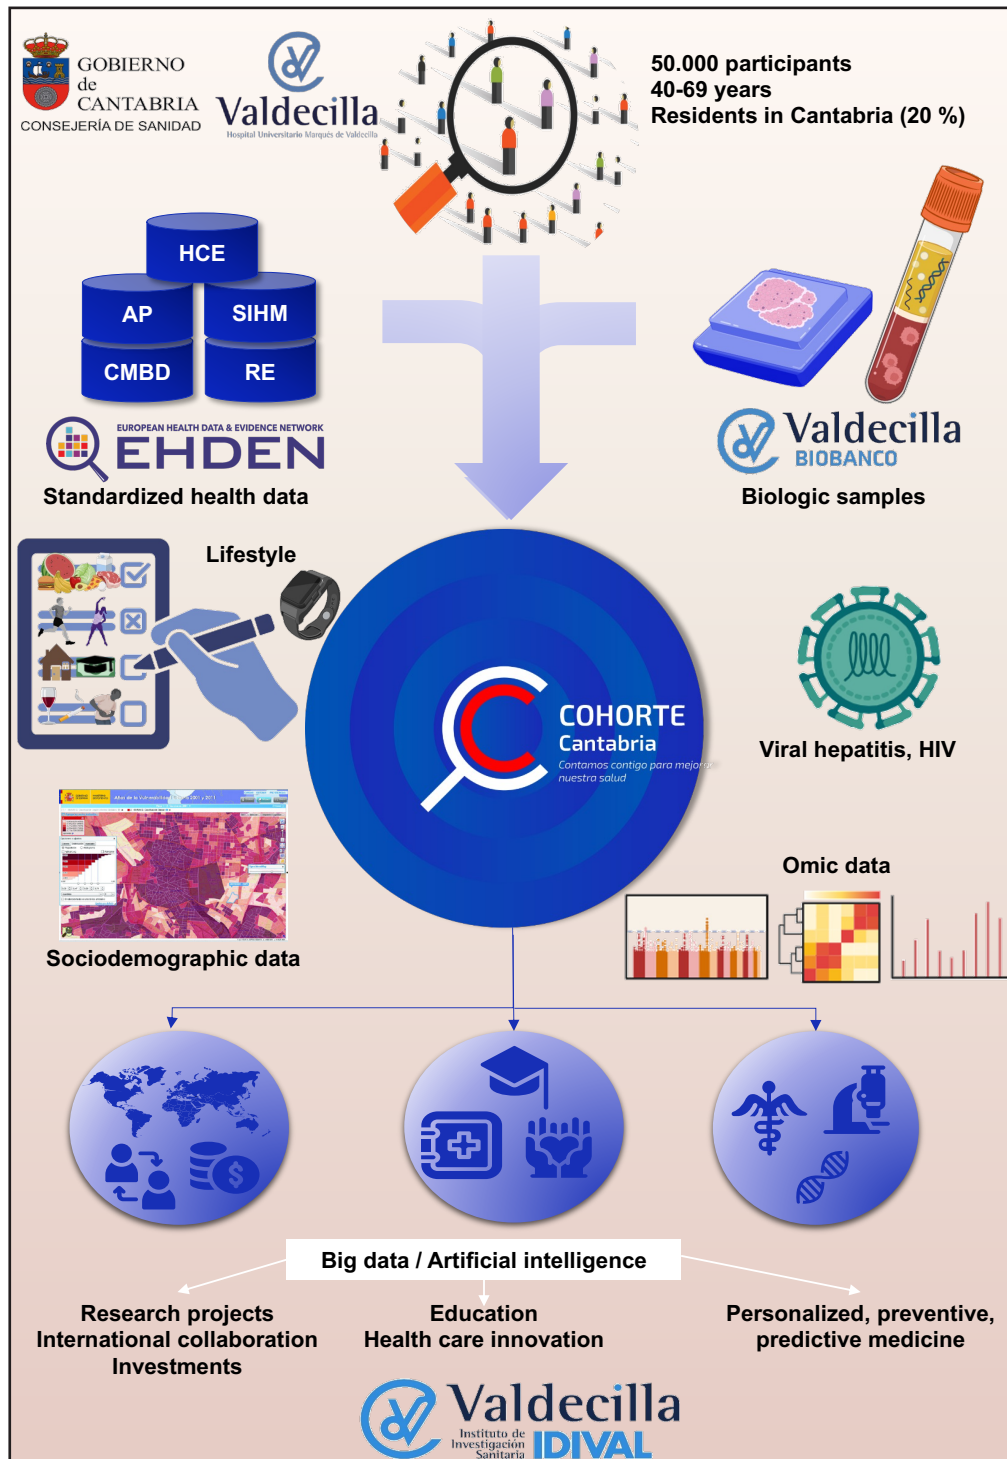 GOBIERNO
de
CANTABRIA
CONSEJERÍA DE SANIDAD
Valdecilla
Hospital Universitario Marqués de Valdecilla
50.000 participants
40-69 years
Residents in Cantabria (20 %)
HCE
AP
SIHM
CMBD
RE
EUROPEAN HEALTH DATA & EVIDENCE NETWORK
EHDEN
Standardized health data
Valdecilla
BIOBANCO
Biologic samples
Lifestyle
COHORTE
Cantabria
Contamos contigo para mejorar
nuestra salud
Viral hepatitis, HIV
Sociodemographic data
Omic data
Big data / Artificial intelligence
Research projects
International collaboration
Investments
Education
Health care innovation
Personalized, preventive,
predictive medicine
Valdecilla
Instituto de
Investigación
Sanitaria
IDIVAL